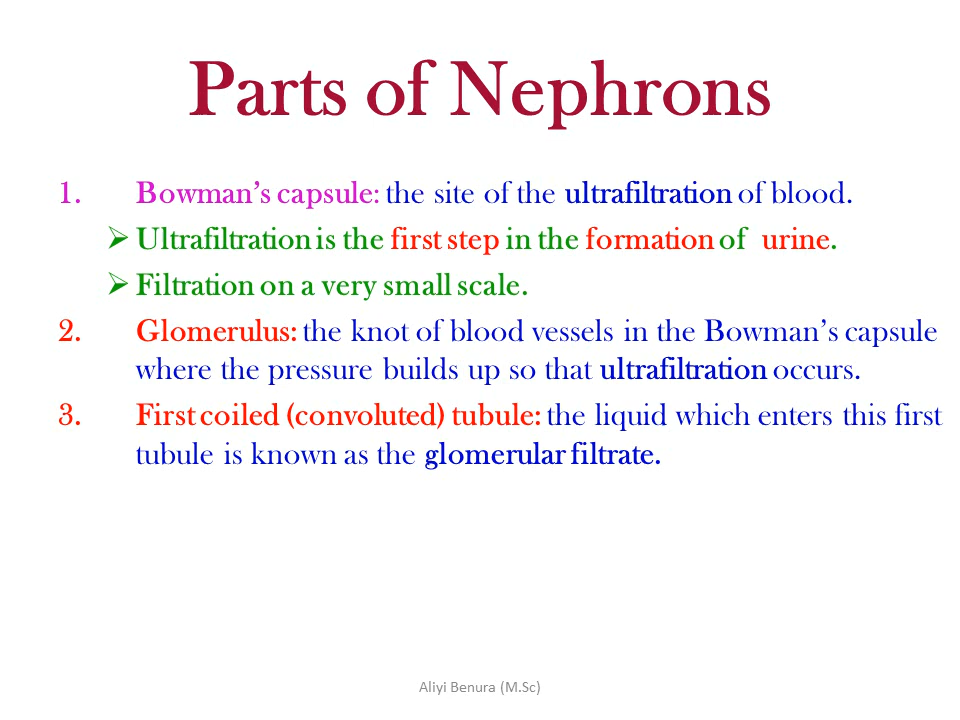 Parts of Nephrons
1. Bowman’s capsule: the site of the ultrafiltration of blood.
➢ Ultrafiltration is the first step in the formation of urine.
➢ Filtration on a very small scale.
2. Glomerulus: the knot of blood vessels in the Bowman’s capsule
where the pressure builds up so that ultrafiltration occurs.
3. First coiled (convoluted) tubule: the liquid which enters this first
tubule is known as the glomerular filtrate.
Aliyi Benura (M.Sc)